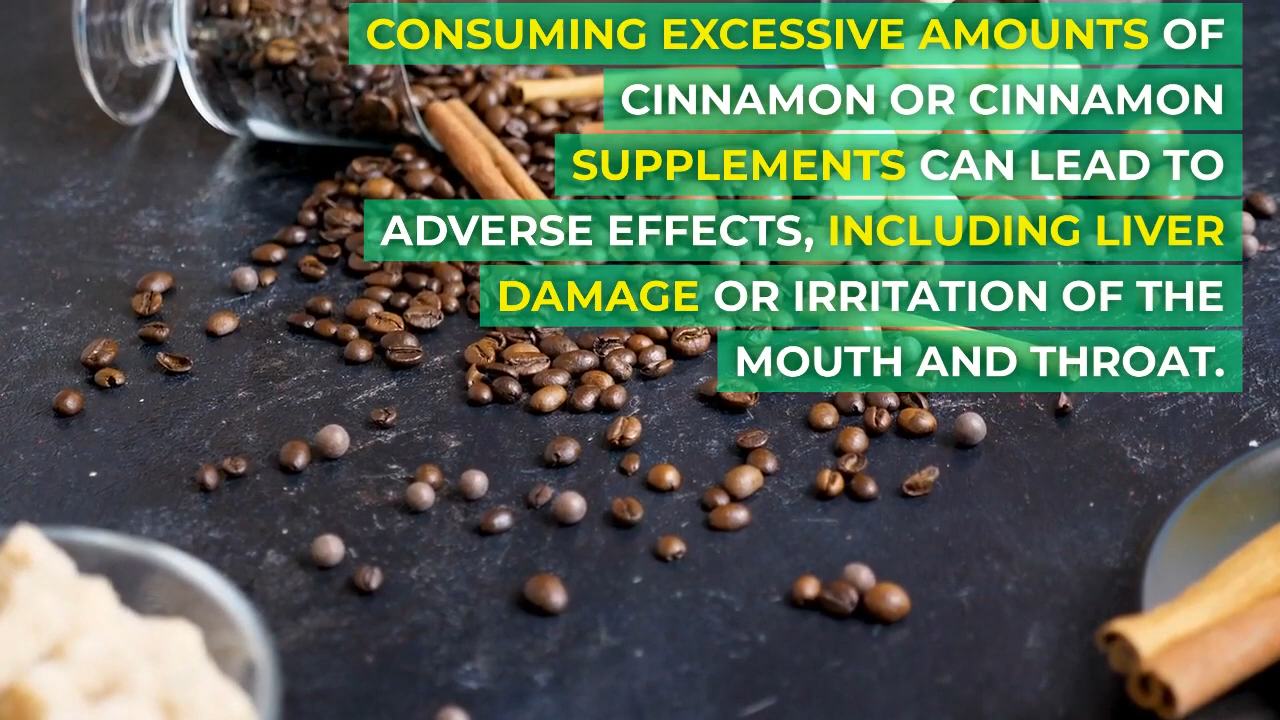 CONSUMING EXCESSIVE AMOUNTS OF
CINNAMON OR CINNAMON
SUPPLEMENTS CAN LEAD TO
ADVERSE EFFECTS, INCLUDING LIVER
DAMAGE OR IRRITATION OF THE
MOUTH AND THROAT.